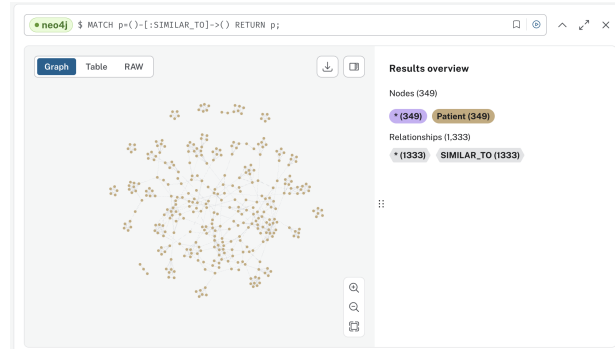 neo4j $ MATCH p=()-[:SIMILAR_TO]->() RETURN p;
Graph Table RAW
Results overview
Nodes (349)
* (349) Patient (349)
Relationships (1,333)
* (1333) SIMILAR_TO (1333)